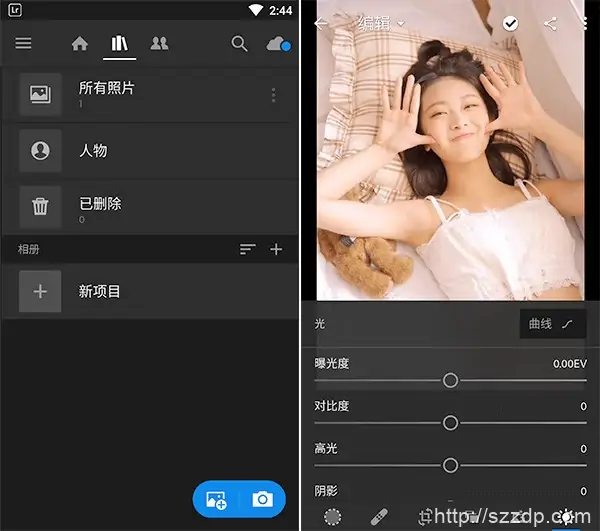 Lr
2:44
所有照片
1
人物
已删除
0
相册
新项目
编辑
光
曲线
曝光度
0.00EV
对比度
0
高光
0
阴影
0
http://szzdp.com